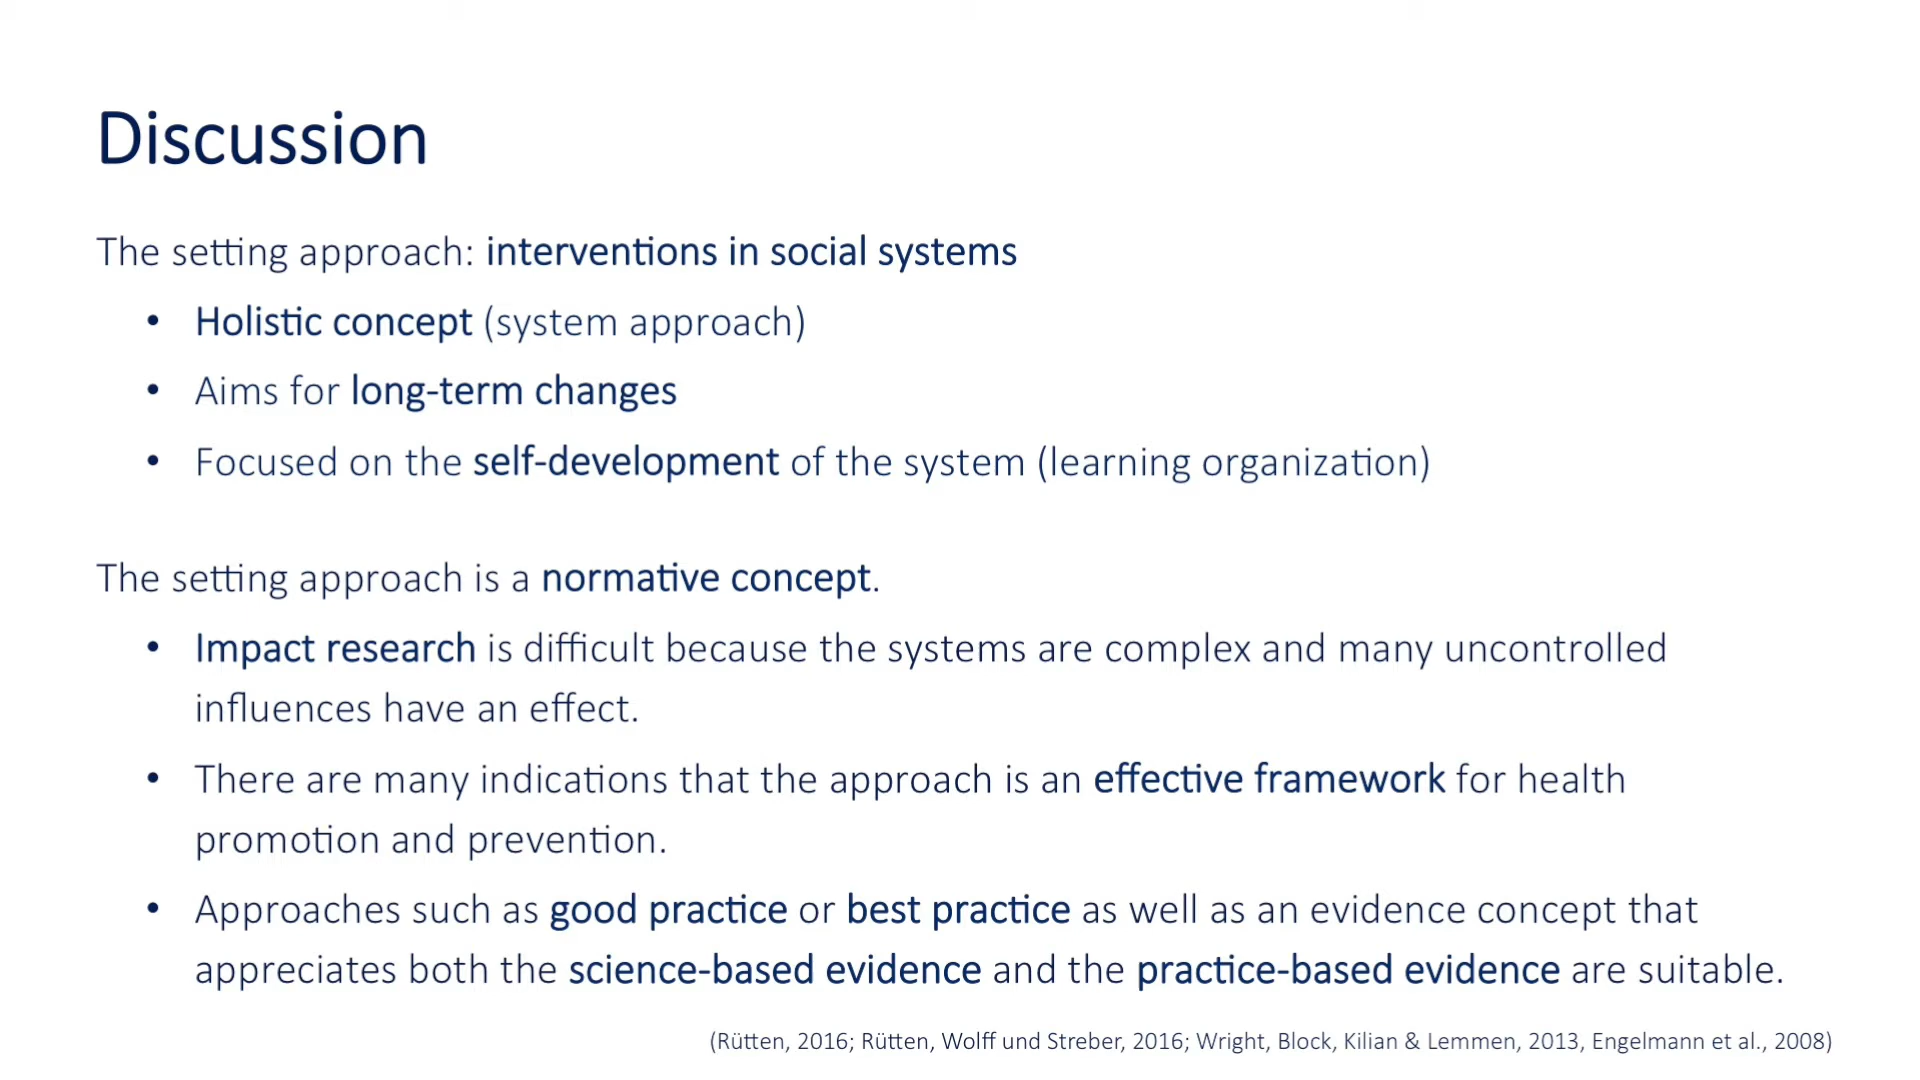 Discussion
The setting approach: interventions in social systems
• Holistic concept (system approach)
• Aims for long-term changes
• Focused on the self-development of the system (learning organization)
The setting approach is a normative concept.
• Impact research is difficult because the systems are complex and many uncontrolled
influences have an effect.
• There are many indications that the approach is an effective framework for health
promotion and prevention.
• Approaches such as good practice or best practice as well as an evidence concept that
appreciates both the science-based evidence and the practice-based evidence are suitable.
(Rütten, 2016; Rütten, Wolff und Streber, 2016; Wright, Block, Kilian & Lemmen, 2013, Engelmann et al., 2008)